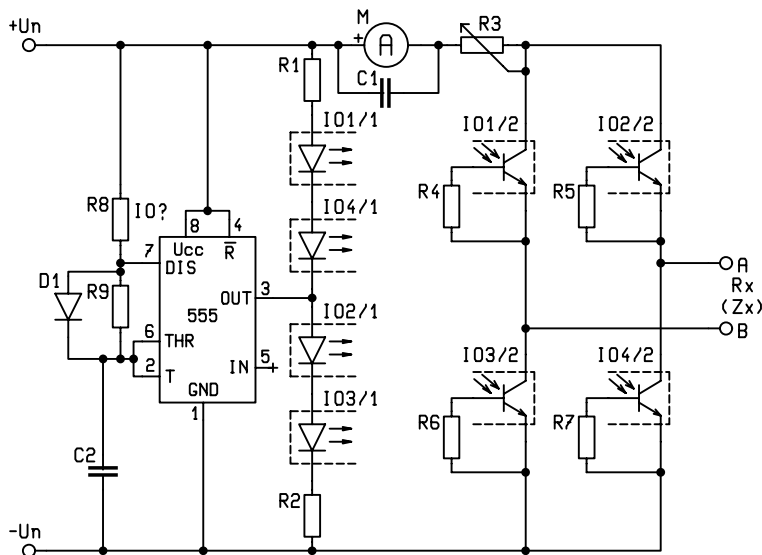 M
+Un
+
A
R3
R1
C1
IO1/1
IO1/2
IO2/2
R4
R5
R8
IO?
8
4
IO4/1
Ucc
R
7
DIS
D1
R9
OUT
3
A
Rx
(Zx)
B
555
IO2/1
6
THR
2
T
IN
5
IO3/2
IO4/2
GND
1
IO3/1
R6
R7
C2
R2
-Un